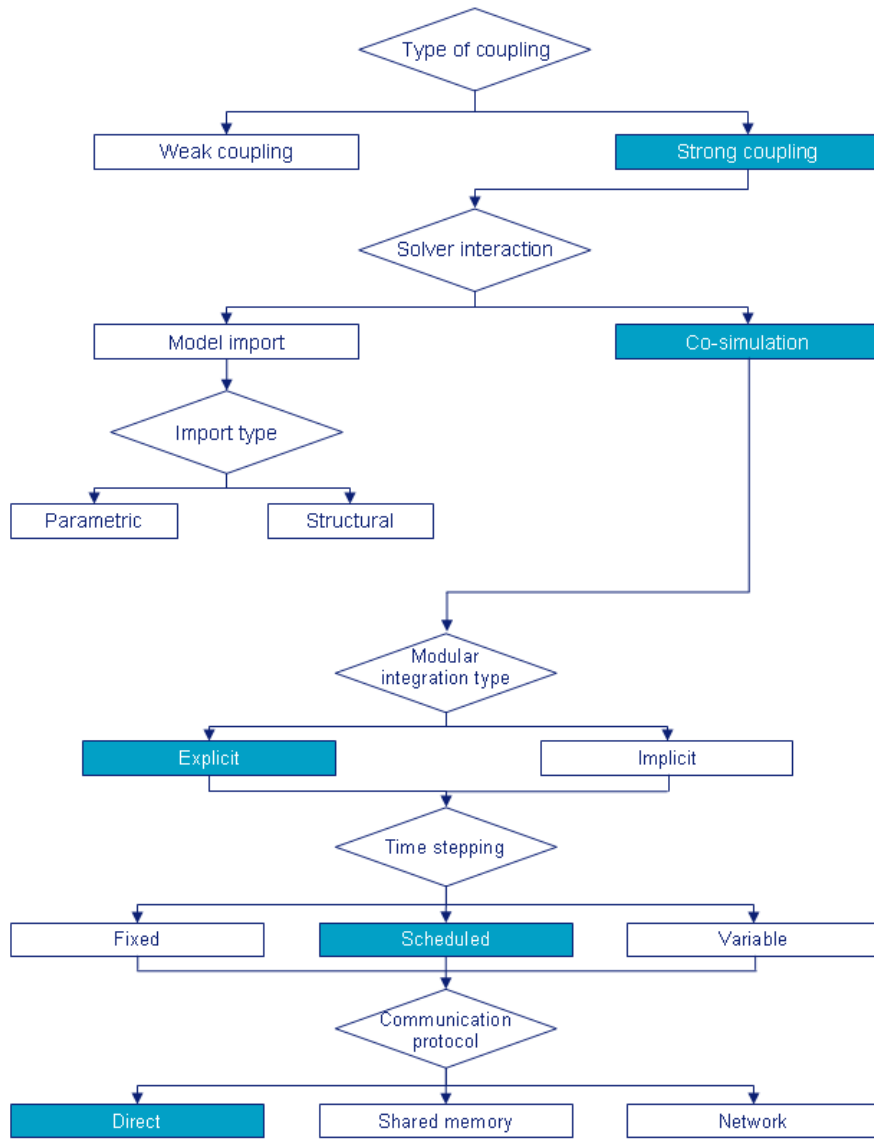 Type of coupling
Weak coupling
Strong coupling
Solver interaction
Model import
Co-simulation
Import type
Parametric
Structural
Modular
integration type
Explicit
Implicit
Time stepping
Fixed
Scheduled
Variable
Communication
protocol
Direct
Shared memory
Network